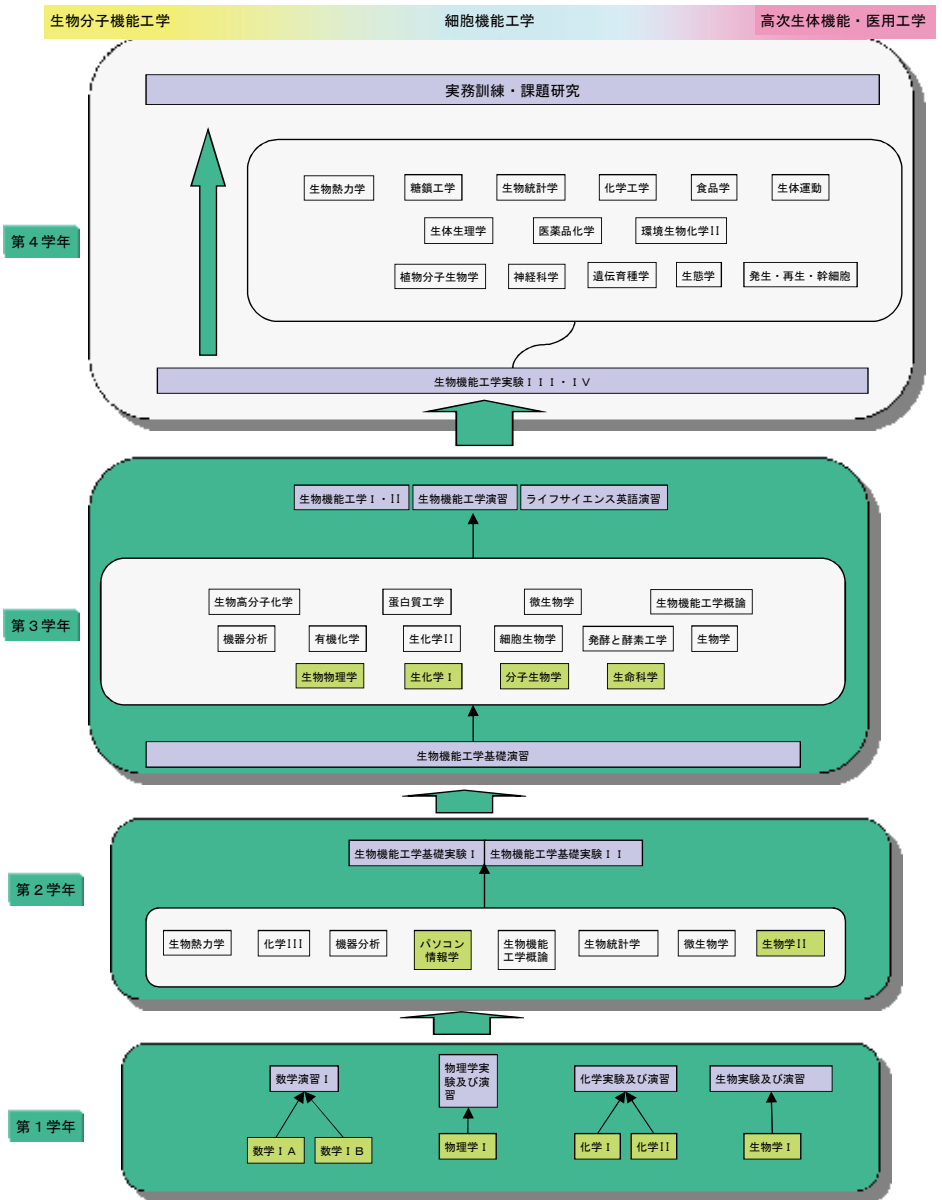 生物分子機能工学
細胞機能工学
高次生体機能・医用工学
実務訓練・課題研究
生物熱力学
糖鎖工学
生物統計学
化学工学
食品学
生体運動
第４学年
生体生理学
医薬品化学
環境生物化学II
植物分子生物学
神経科学
遺伝育種学
生態学
発生・再生・幹細胞
生物機能工学実験ＩＩＩ・ＩＶ
生物機能工学Ｉ・II
生物機能工学演習
ライフサイエンス英語演習
生物高分子化学
蛋白質工学
微生物学
生物機能工学概論
第３学年
機器分析
有機化学
生化学II
細胞生物学
発酵と酵素工学
生物学
生物物理学
生化学Ｉ
分子生物学
生命科学
生物機能工学基礎演習
生物機能工学基礎実験Ｉ
生物機能工学基礎実験ＩＩ
第２学年
生物熱力学
化学III
機器分析
パソコン
情報学
生物機能
工学概論
生物統計学
微生物学
生物学II
数学演習Ｉ
物理学実
験及び演
習
化学実験及び演習
生物実験及び演習
第１学年
数学ＩＡ
数学ＩＢ
物理学Ｉ
化学Ｉ
化学II
生物学Ｉ